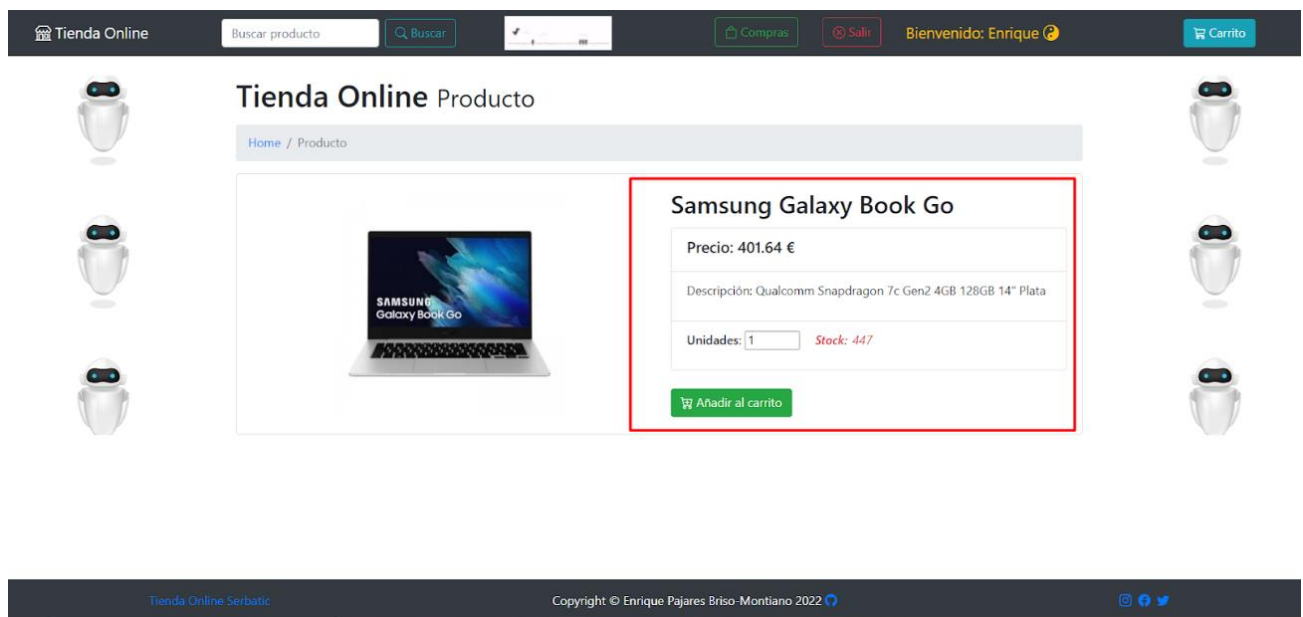 Tienda Online
Buscar producto
Buscar
Compras
Salir
Bienvenido: Enrique
Carrito
Tienda Online Producto
Home / Producto
SAMSUNG
Galaxy Book Go
Samsung Galaxy Book Go
Precio: 401.64 €
Descripción: Qualcomm Snapdragon 7c Gen2 4GB 128GB 14" Plata
Unidades: 1 Stock: 447
Añadir al carrito
Tienda Online Serbatic
Copyright © Enrique Pajares Briso-Montiano 2022